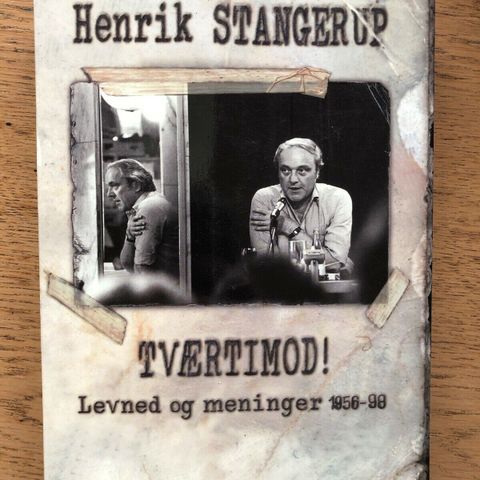 Henrik STANGERUP
TVÆRTIMOD!
Levned og meninger 1956-98